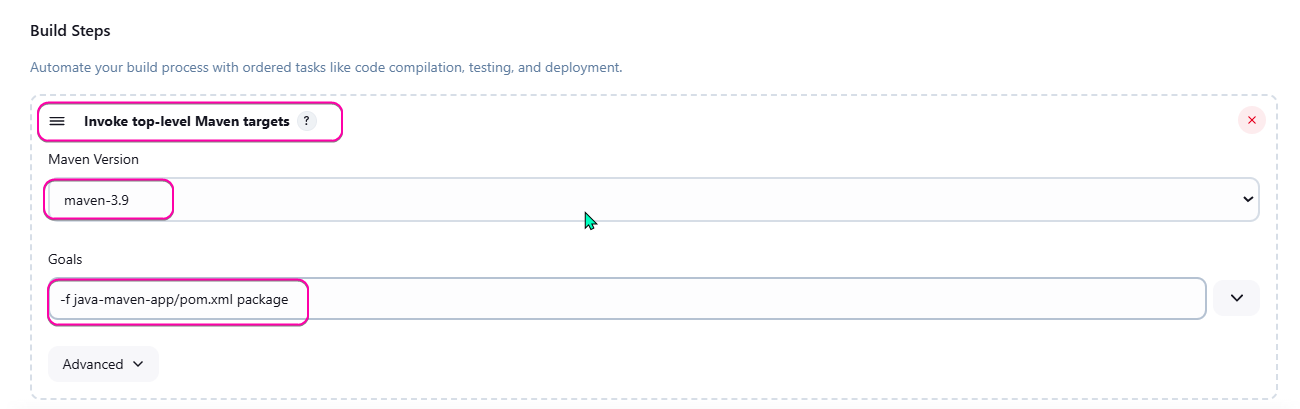 Build Steps
Automate your build process with ordered tasks like code compilation, testing, and deployment.
Invoke top-level Maven targets ?
Maven Version
maven-3.9
Goals
-f java-maven-app/pom.xml package
Advanced